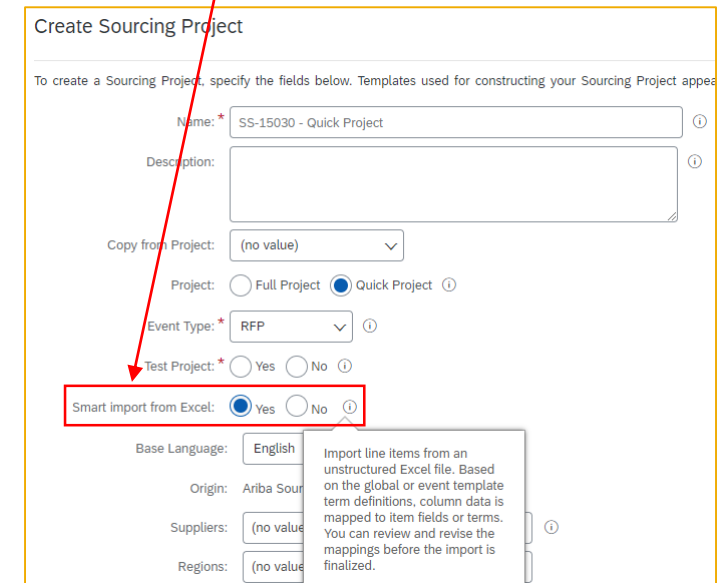 Create Sourcing Project
To create a Sourcing Project, specify the fields below. Templates used for constructing your Sourcing Project
Name: * SS-15030 - Quick Project
Description:
Copy from Project: (no value)
Project: Full Project Quick Project
Event Type: * RFP
Test Project: * Yes No
Smart import from Excel: Yes No
Base Language: English
Origin: Ariba
Suppliers: (no value
Regions: (no value
Import line items from an
unstructured Excel file. Based
on the global or event template
term definitions, column data is
mapped to item fields or terms.
You can review and revise the
mappings before the import is
finalized.